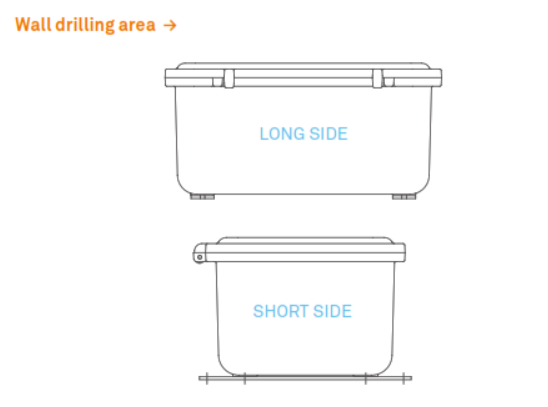 Wall drilling area →
LONG SIDE
SHORT SIDE